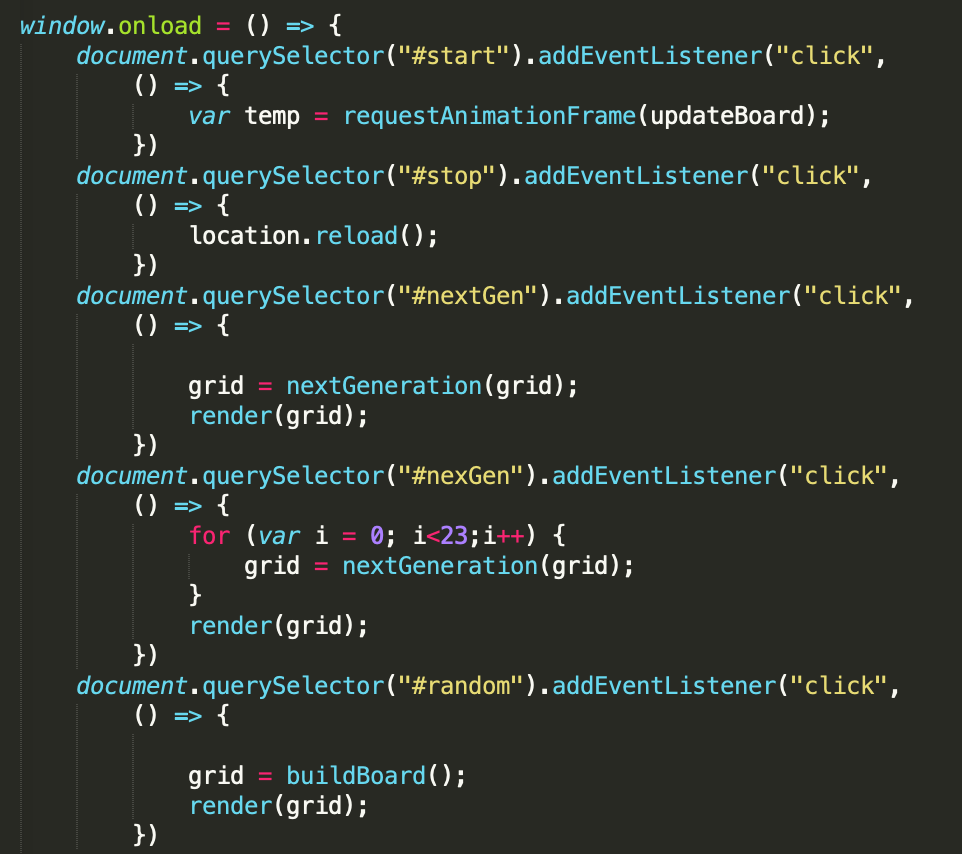 window.onload = () => {
    document.querySelector("#start").addEventListener("click",
        () => {
            var temp = requestAnimationFrame(updateBoard);
        })
    document.querySelector("#stop").addEventListener("click",
        () => {
            location.reload();
        })
    document.querySelector("#nextGen").addEventListener("click",
        () => {

            grid = nextGeneration(grid);
            render(grid);
        })
    document.querySelector("#nexGen").addEventListener("click",
        () => {
            for (var i = 0; i<23;i++) {
                grid = nextGeneration(grid);
            }
            render(grid);
        })
    document.querySelector("#random").addEventListener("click",
        () => {

            grid = buildBoard();
            render(grid);
        })